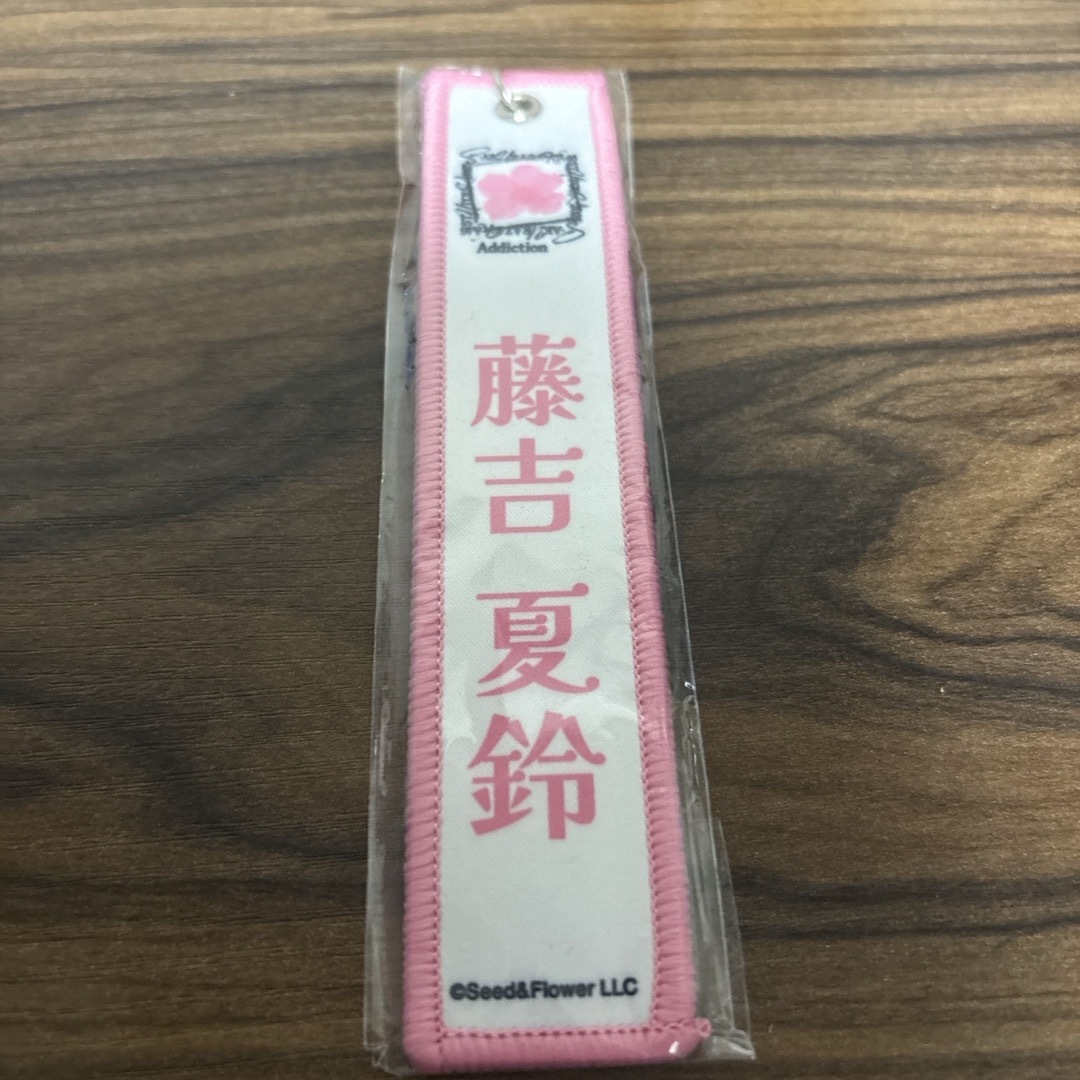 Addiction
藤吉 夏鈴
©Seed&Flower LLC